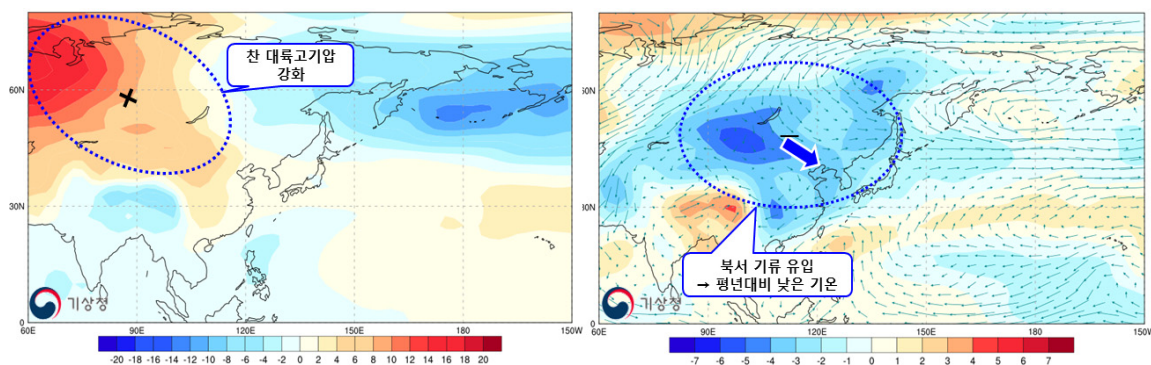 찬 대륙고기압
강화
60N
30N
0
기상청
60E 90E 120E 150E 180 150W
-20 -18 -16 -14 -12 -10 -8 -6 -4 -2 0 2 4 6 8 10 12 14 16 18 20
60N
30N
0
북서 기류 유입
→ 평년대비 낮은 기온
기상청
60E 90E 120E 150E 180 150W
-7 -6 -5 -4 -3 -2 -1 0 1 2 3 4 5 6 7